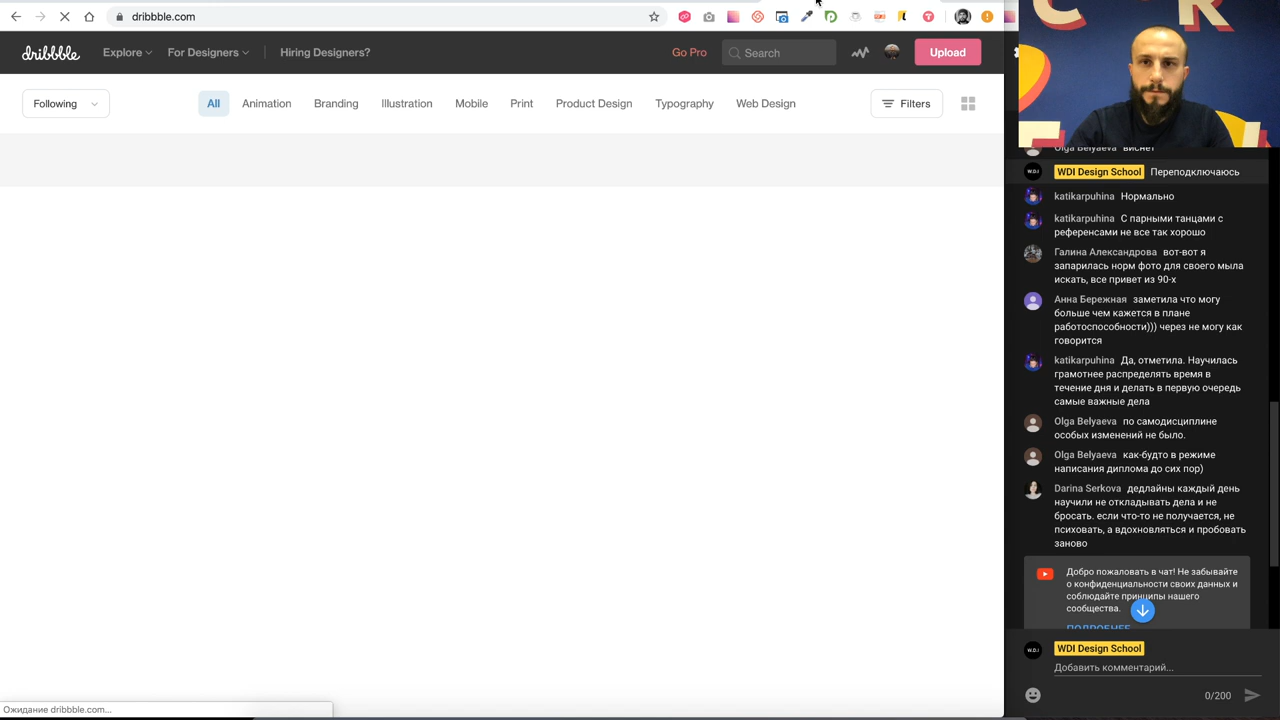 dribbble.com
dribbble Explore For Designers Hiring Designers? Go Pro Search Upload
Following All Animation Branding Illustration Mobile Print Product Design Typography Web Design Filters
Ожидание dribbble.com...
Olga Belyaeva виснет
WDI Design School Переподключаюсь
katikarpuhina Нормально
katikarpuhina С парными танцами с
референсами не все так хорошо
Галина Александрова вот-вот я
запарилась норм фото для своего мыла
искать, все привет из 90-х
Анна Бережная заметила что могу
больше чем кажется в плане
работоспособности))) через не могу как
говорится
katikarpuhina Да, отметила. Научилась
грамотнее распределять время в
течение дня и делать в первую очередь
самые важные дела
Olga Belyaeva по самодисциплине
особых изменений не было.
Olga Belyaeva как-будто в режиме
написания диплома до сих пор)
Darina Serkova дедлайны каждый день
научили не откладывать дела и не
бросать. если что-то не получается, не
психовать, а вдохновляться и пробовать
заново
Добро пожаловать в чат! Не забывайте
о конфиденциальности своих данных и
соблюдайте принципы нашего
сообщества.
ПОДРОБНЕЕ
WDI Design School
Добавить комментарий...
0/200